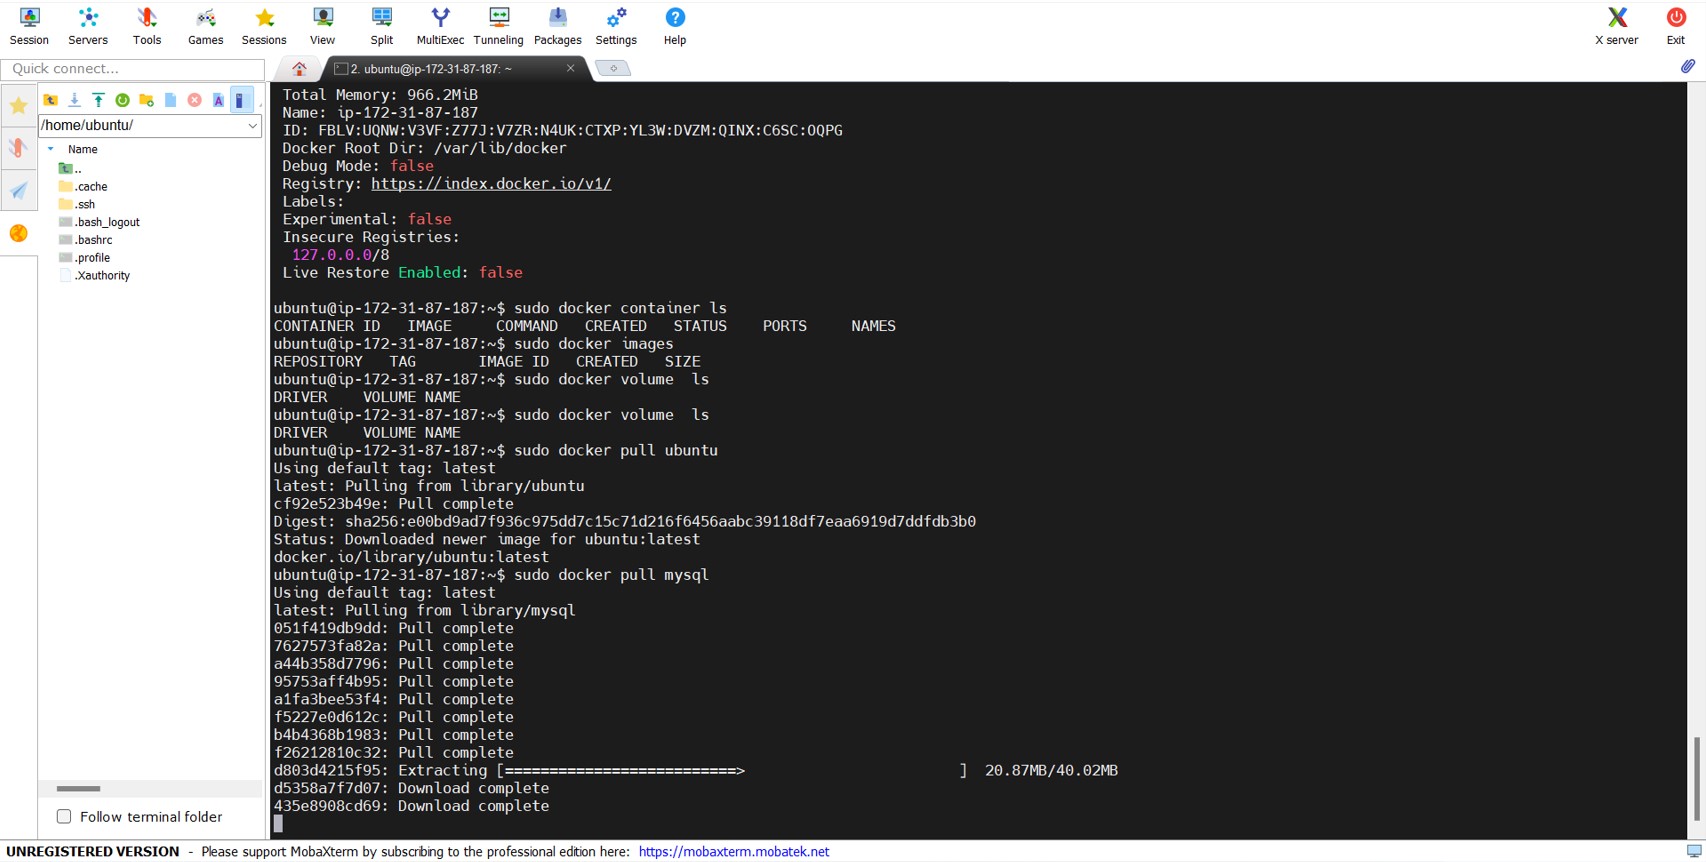 Session Servers Tools Games Sessions View Split MultiExec Tunneling Packages Settings Help X server Exit
Quick connect...
2. ubuntu@ip-172-31-87-187: ~
/home/ubuntu/
Name
..
.cache
.ssh
.bash_logout
.bashrc
.profile
.Xauthority
Follow terminal folder
Total Memory: 966.2MiB
Name: ip-172-31-87-187
ID: FBLV:UQNW:V3VF:Z77J:V7ZR:N4UK:CTXP:YL3W:DVZM:QINX:C6SC:OQPG
Docker Root Dir: /var/lib/docker
Debug Mode: false
Registry: https://index.docker.io/v1/
Labels:
Experimental: false
Insecure Registries:
127.0.0.0/8
Live Restore Enabled: false
ubuntu@ip-172-31-87-187:~$ sudo docker container ls
CONTAINER ID   IMAGE     COMMAND   CREATED   STATUS    PORTS     NAMES
ubuntu@ip-172-31-87-187:~$ sudo docker images
REPOSITORY   TAG       IMAGE ID   CREATED   SIZE
ubuntu@ip-172-31-87-187:~$ sudo docker volume  ls
DRIVER    VOLUME NAME
ubuntu@ip-172-31-87-187:~$ sudo docker volume  ls
DRIVER    VOLUME NAME
ubuntu@ip-172-31-87-187:~$ sudo docker pull ubuntu
Using default tag: latest
latest: Pulling from library/ubuntu
cf92e523b49e: Pull complete
Digest: sha256:e00bd9ad7f936c975dd7c15c71d216f6456aabc39118df7eaa6919d7ddfdb3b0
Status: Downloaded newer image for ubuntu:latest
docker.io/library/ubuntu:latest
ubuntu@ip-172-31-87-187:~$ sudo docker pull mysql
Using default tag: latest
latest: Pulling from library/mysql
051f419db9dd: Pull complete
7627573fa82a: Pull complete
a44b358d7796: Pull complete
95753aff4b95: Pull complete
a1fa3bee53f4: Pull complete
f5227e0d612c: Pull complete
b4b4368b1983: Pull complete
f26212810c32: Pull complete
d803d4215f95: Extracting [==========================>                        ]  20.87MB/40.02MB
d5358a7f7d07: Download complete
435e8908cd69: Download complete
UNREGISTERED VERSION - Please support MobaXterm by subscribing to the professional edition here: https://mobaxterm.mobatek.net